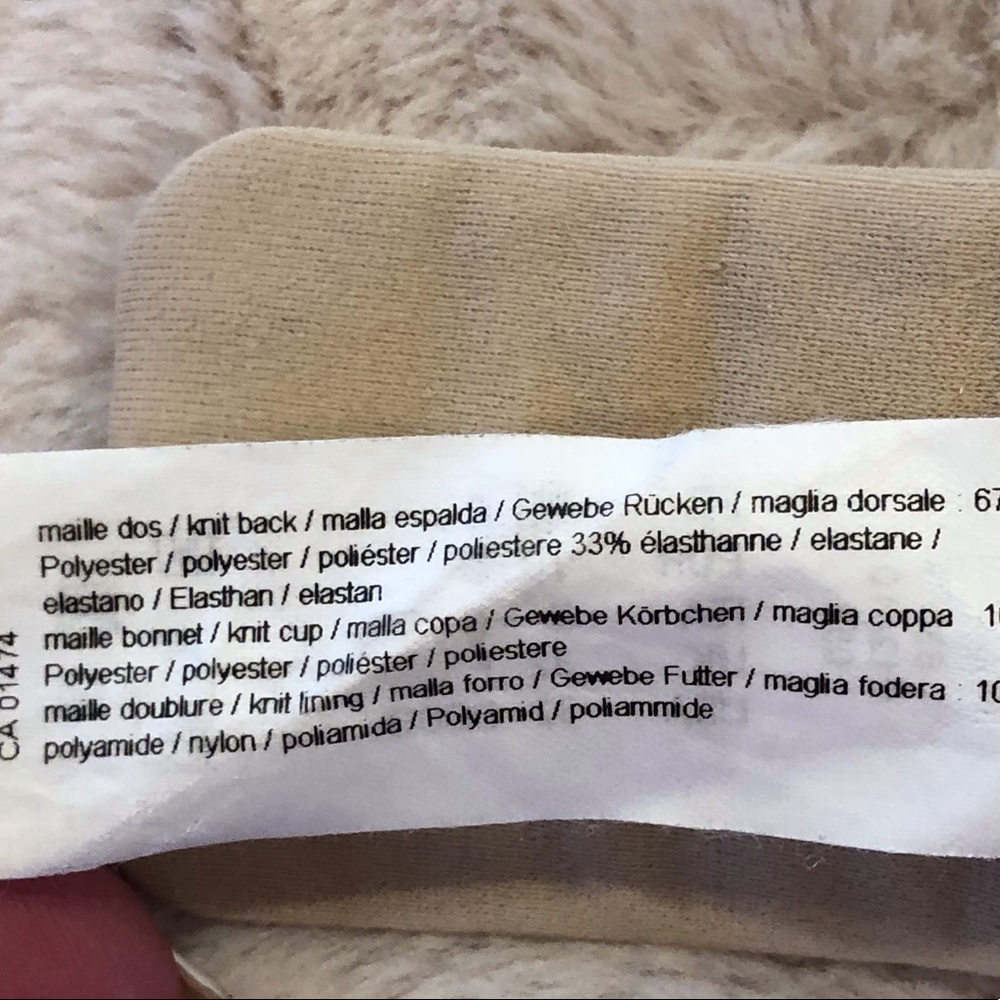 maille dos / knit back / malla espalda / Gewebe Rücken / maglia dorsale : 67
Polyester / polyester / poliéster / poliestere 33% élasthanne / elastane /
elastano / Elasthan / elastan
maille bonnet / knit cup / malla copa / Gewebe Körbchen / maglia coppa
Polyester / polyester / poliéster / poliestere
maille doublure / knit lining / malla forro / Gewebe Futter / maglia fodera : 10
polyamide / nylon / poliamida / Polyamid / poliammide
CA 01474